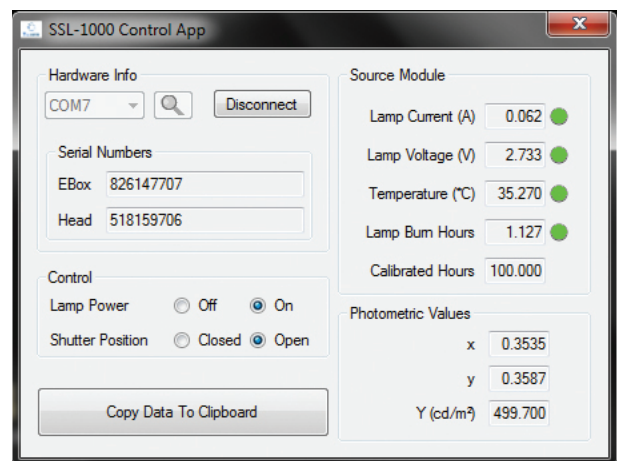 SSL-1000 Control App
Hardware Info
COM7
Disconnect
Serial Numbers
EBox 826147707
Head 518159706
Control
Lamp Power Off On
Shutter Position Closed Open
Copy Data To Clipboard
Source Module
Lamp Current (A) 0.062
Lamp Voltage (V) 2.733
Temperature (°C) 35.270
Lamp Burn Hours 1.127
Calibrated Hours 100.000
Photometric Values
x 0.3535
y 0.3587
Y (cd/m²) 499.700